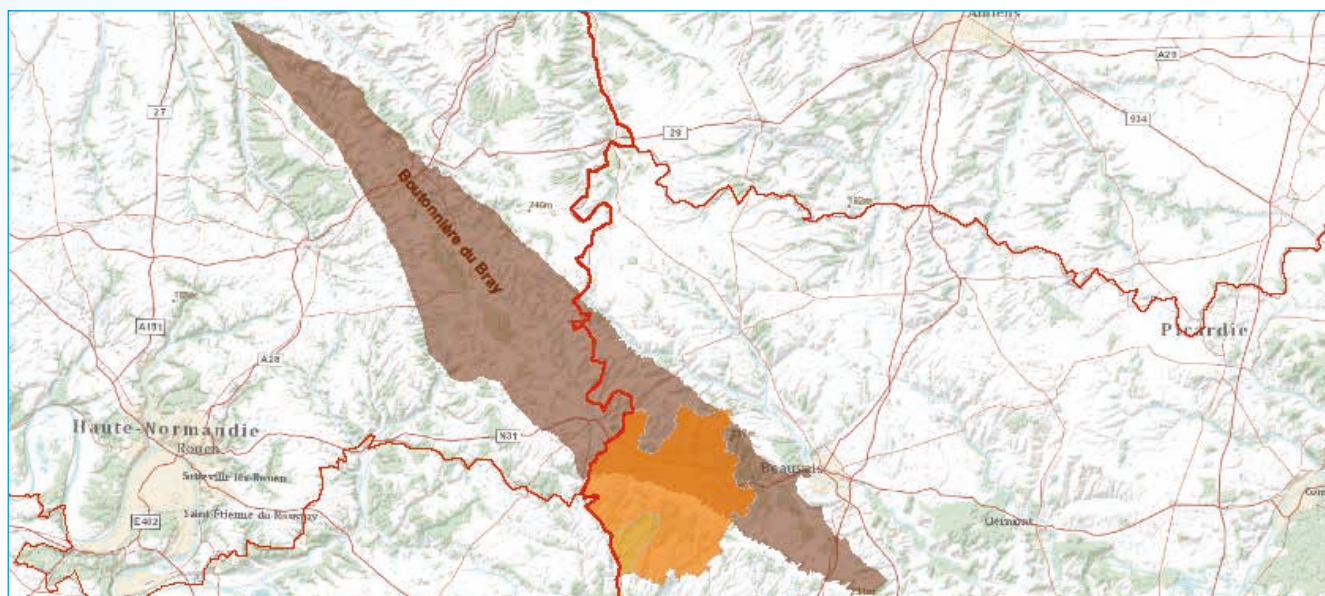 Amiens
A29
27
934
29
Boutonnière du Bray
A151
Picardie
A28
Haute-Normandie
Rouen
N31
Beauvais
Sotteville-lès-Rouen
Saint-Étienne-du-Rouvray
E402
Clermont
Com